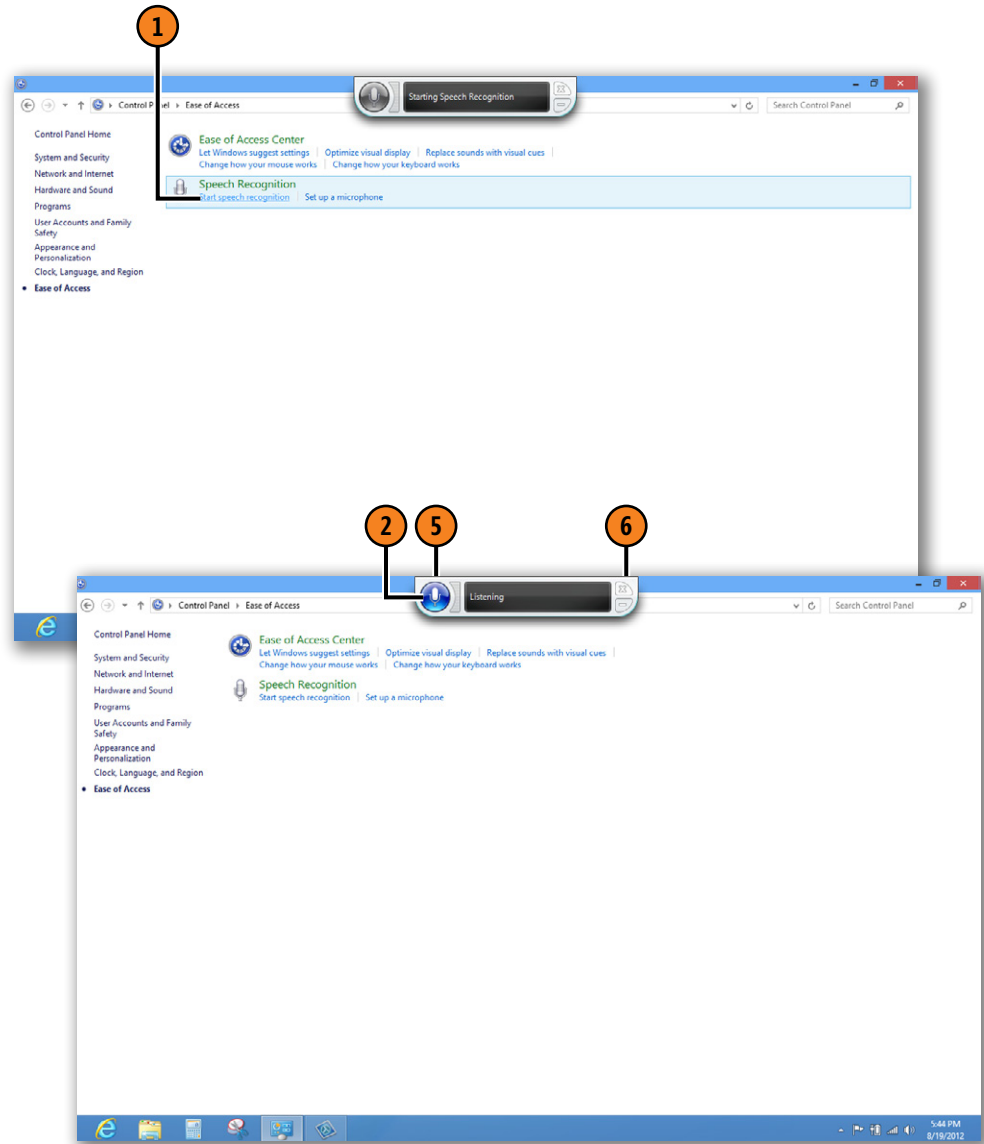 1
Starting Speech Recognition
Control Panel ▸ Ease of Access
Search Control Panel
Control Panel Home
System and Security
Network and Internet
Hardware and Sound
Programs
User Accounts and Family
Safety
Appearance and
Personalization
Clock, Language, and Region
• Ease of Access
Ease of Access Center
Let Windows suggest settings | Optimize visual display | Replace sounds with visual cues |
Change how your mouse works | Change how your keyboard works
Speech Recognition
Start speech recognition | Set up a microphone
2 5 6
Listening
Control Panel ▸ Ease of Access
Search Control Panel
Control Panel Home
System and Security
Network and Internet
Hardware and Sound
Programs
User Accounts and Family
Safety
Appearance and
Personalization
Clock, Language, and Region
• Ease of Access
Ease of Access Center
Let Windows suggest settings | Optimize visual display | Replace sounds with visual cues |
Change how your mouse works | Change how your keyboard works
Speech Recognition
Start speech recognition | Set up a microphone
5:44 PM
8/19/2012